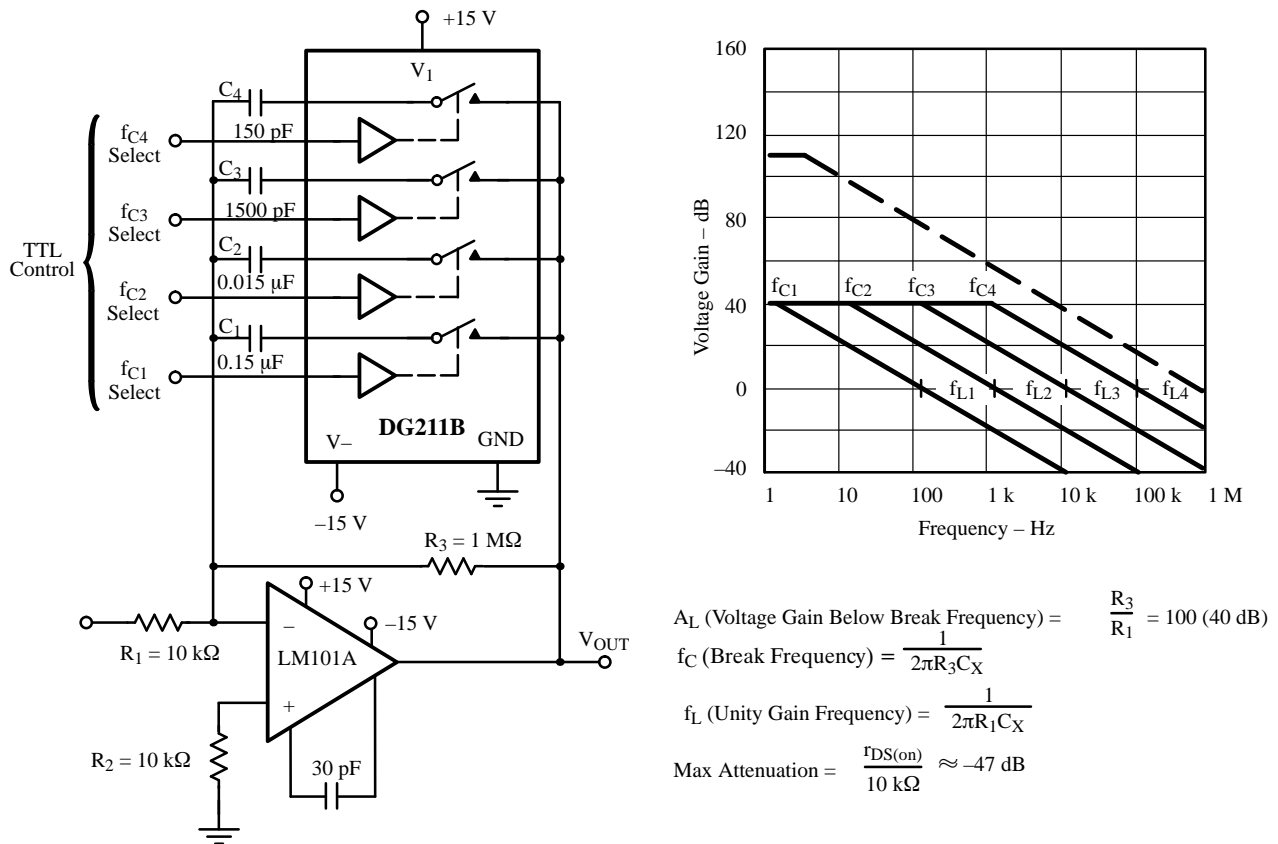 +15 V
V1
C4
150 pF
fC4
Select
C3
1500 pF
fC3
Select
TTL
Control
C2
0.015 µF
fC2
Select
C1
0.15 µF
fC1
Select
DG211B
V–
GND
–15 V
R3 = 1 MΩ
+15 V
–15 V
–
LM101A
+
VOUT
R1 = 10 kΩ
R2 = 10 kΩ
30 pF
160
120
80
40
0
–40
Voltage Gain – dB
fC1 fC2 fC3 fC4
fL1 fL2 fL3 fL4
1 10 100 1 k 10 k 100 k 1 M
Frequency – Hz
AL (Voltage Gain Below Break Frequency) = R3/R1 = 100 (40 dB)
fC (Break Frequency) = 1/2πR3CX
fL (Unity Gain Frequency) = 1/2πR1CX
Max Attenuation = rDS(on)/10 kΩ ≈ –47 dB